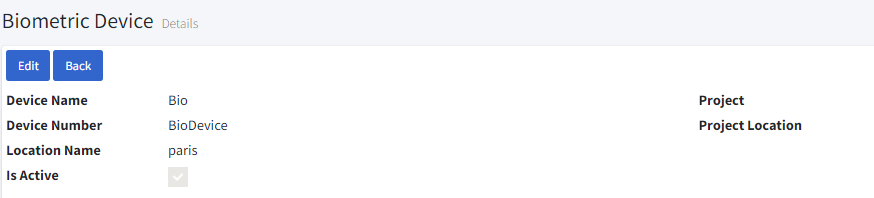 Biometric Device Details
Edit Back
Device Name Bio Project
Device Number BioDevice Project Location
Location Name paris
Is Active